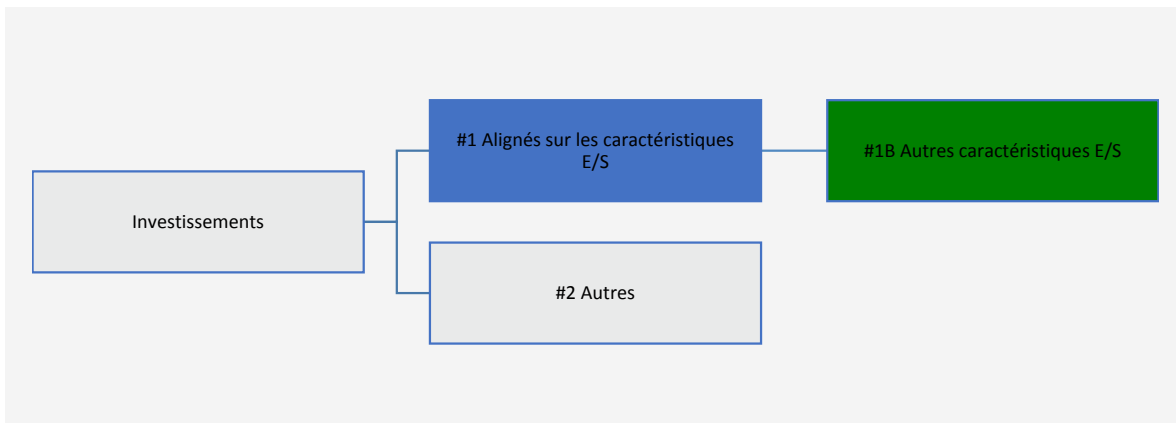 #1 Alignés sur les caractéristiques
E/S
#1B Autres caractéristiques E/S
Investissements
#2 Autres